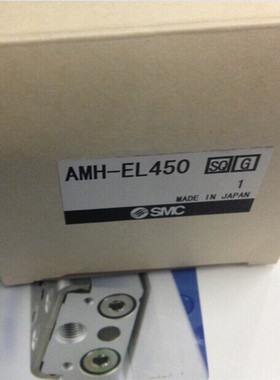 AMH-EL450 SQ G
1
MADE IN JAPAN
SMC